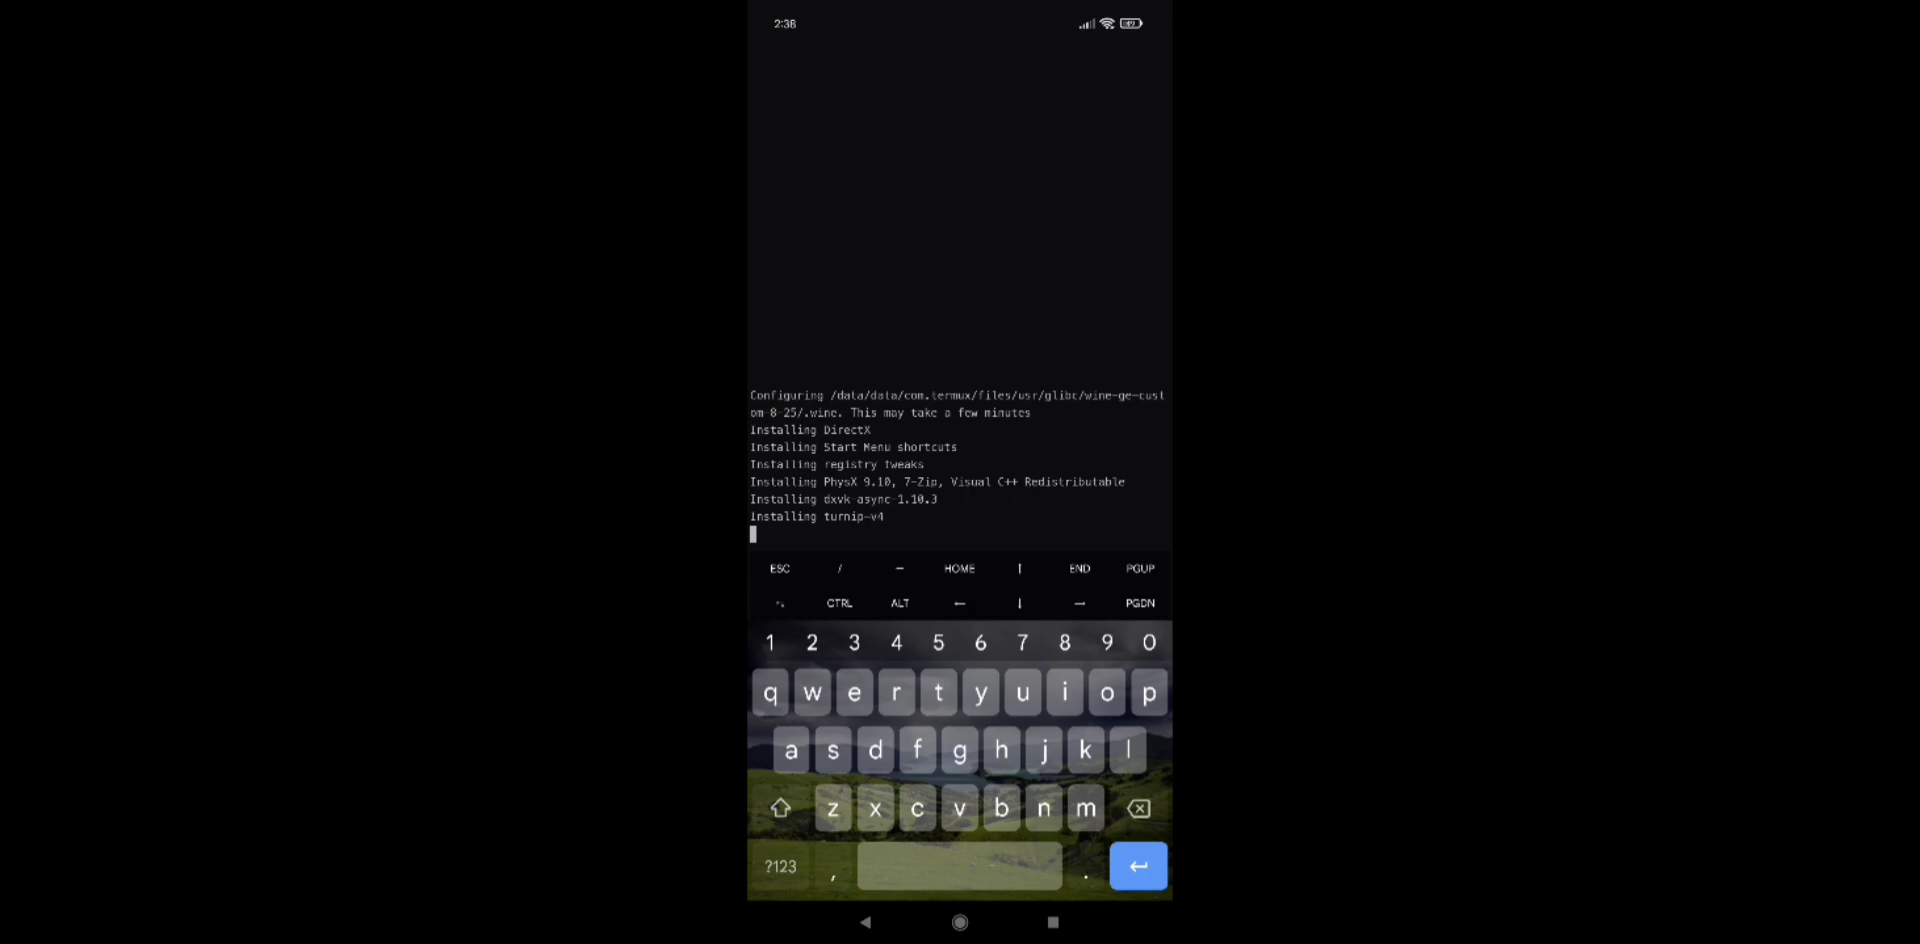 2:38
Configuring /data/data/com.termux/files/usr/glibc/wine-ge-cust
om-8-25/.wine. This may take a few minutes
Installing DirectX
Installing Start Menu shortcuts
Installing registry tweaks
Installing PhysX 9.10, 7-Zip, Visual C++ Redistributable
Installing dxvk-async-1.10.3
Installing turnip-v4
ESC / — HOME ↑ END PGUP
CTRL ALT ← ↓ → PGDN
1 2 3 4 5 6 7 8 9 0
q w e r t y u i o p
a s d f g h j k l
z x c v b n m
?123 , .